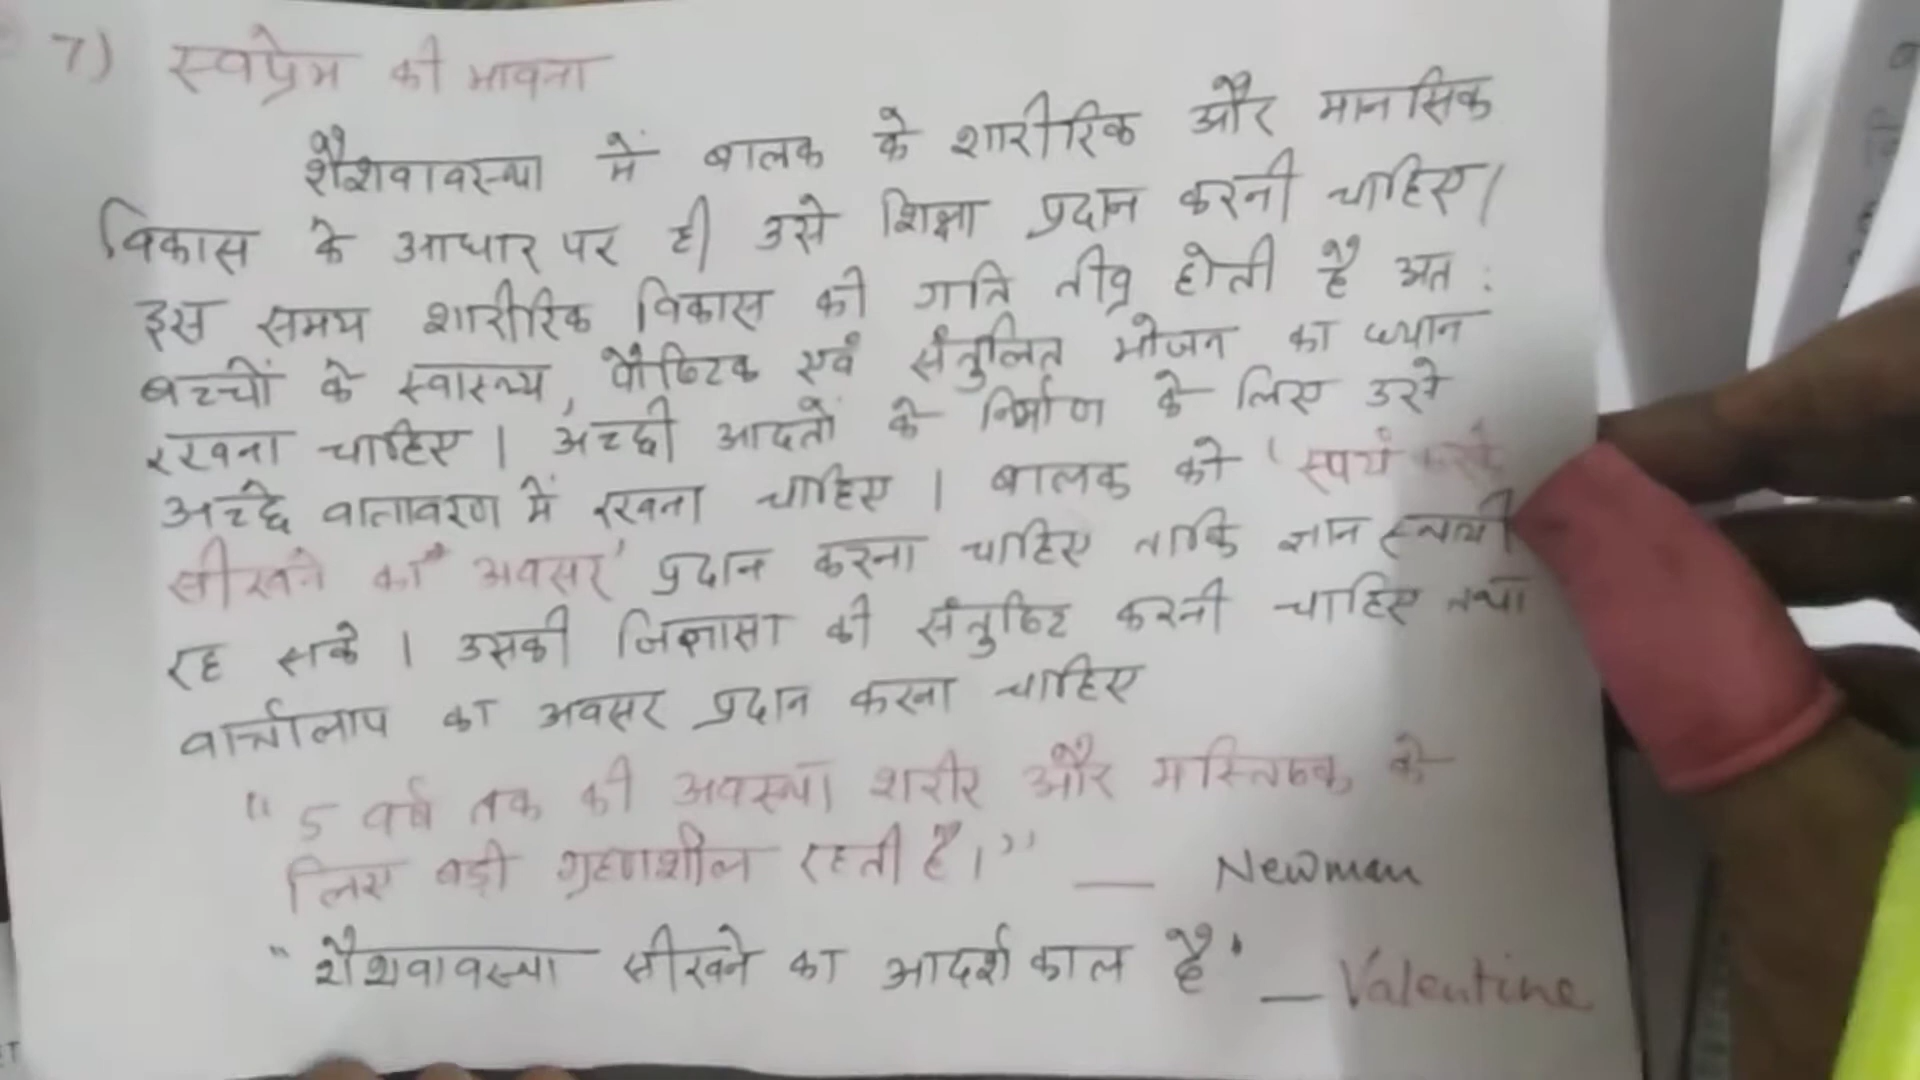 7) स्वप्रेम की भावना
शैशवावस्था में बालक के शारीरिक और मानसिक
विकास के आधार पर ही उसे शिक्षा प्रदान करनी चाहिए।
इस समय शारीरिक विकास की गति तीव्र होती है अत:
बच्चों के स्वास्थ्य, पौष्टिक एवं संतुलित भोजन का ध्यान
रखना चाहिए। अच्छी आदतों के निर्माण के लिए उसे
अच्छे वातावरण में रखना चाहिए। बालक को 'स्वयं करके
सीखने का अवसर' प्रदान करना चाहिए ताकि ज्ञान स्थायी
रह सके। उसकी जिज्ञासा की संतुष्टि करनी चाहिए तथा
वार्त्तालाप का अवसर प्रदान करना चाहिए
"5 वर्ष तक की अवस्था शरीर और मस्तिष्क के
लिए बड़ी ग्रहणशील रहती है।" — Newman
"शैशवावस्था सीखने का आदर्श काल है" — Valentine